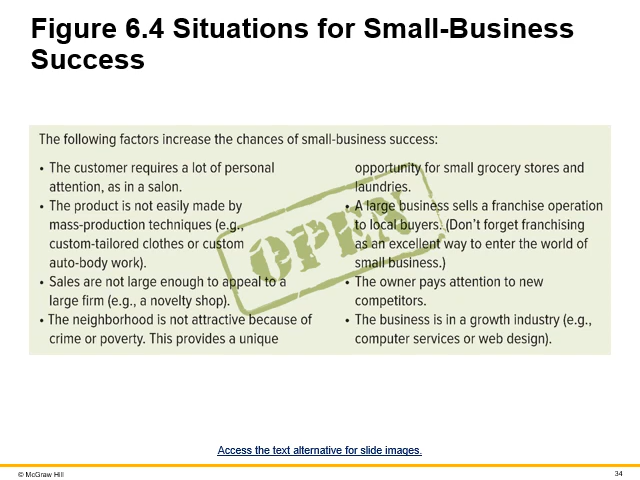 Figure 6.4 Situations for Small-Business
Success
The following factors increase the chances of small-business success:
• The customer requires a lot of personal
attention, as in a salon.
• The product is not easily made by
mass-production techniques (e.g.,
custom-tailored clothes or custom
auto-body work).
• Sales are not large enough to appeal to a
large firm (e.g., a novelty shop).
• The neighborhood is not attractive because of
crime or poverty. This provides a unique
opportunity for small grocery stores and
laundries.
• A large business sells a franchise operation
to local buyers. (Don’t forget franchising
as an excellent way to enter the world of
small business.)
• The owner pays attention to new
competitors.
• The business is in a growth industry (e.g.,
computer services or web design).
OPEN
Access the text alternative for slide images.
© McGraw Hill
34